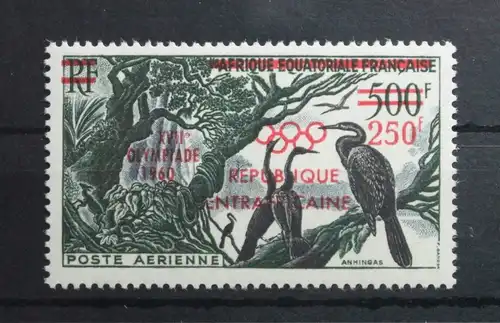 RF
AFRIQUE EQUATORIALE FRANÇAISE
500F
250F
XVIIe
OLYMPIADE
1960
REPUBLIQUE
CENTRAFRICAINE
POSTE AERIENNE
ANHINGAS